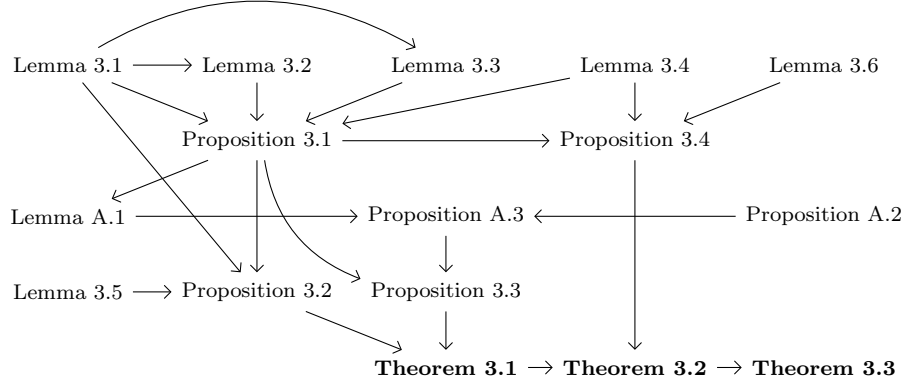 Lemma 3.1 Lemma 3.2 Lemma 3.3 Lemma 3.4 Lemma 3.6
Proposition 3.1 Proposition 3.4
Lemma A.1 Proposition A.3 Proposition A.2
Lemma 3.5 Proposition 3.2 Proposition 3.3
Theorem 3.1 Theorem 3.2 Theorem 3.3